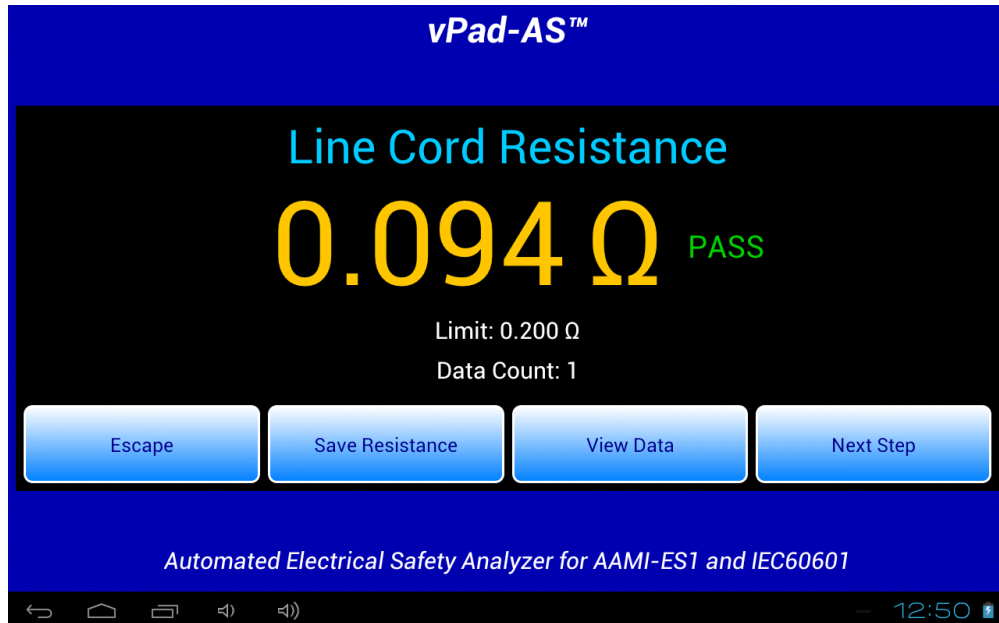 vPad-AS™
Line Cord Resistance
0.094 Ω PASS
Limit: 0.200 Ω
Data Count: 1
Escape Save Resistance View Data Next Step
Automated Electrical Safety Analyzer for AAMI-ES1 and IEC60601
12:50